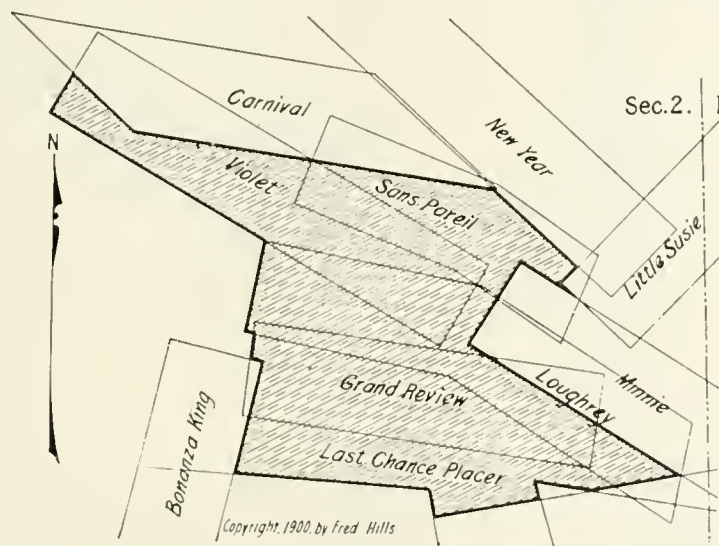 Carnival
New Year
Sec.2.
N
Violet
Sans Pareil
Little Susie
Grand Review
Loughrey
Minnie
Bonanza King
Last Chance Placer
Copyright, 1900, by Fred Hills